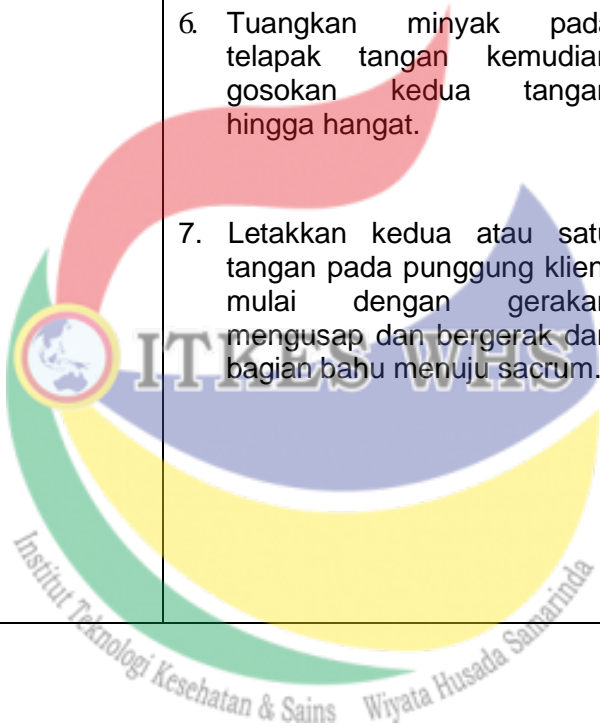 6. Tuangkan minyak pada
telapak tangan kemudian
gosokan kedua tangan
hingga hangat.
7. Letakkan kedua atau satu
tangan pada punggung klien
mulai dengan gerakan
mengusap dan bergerak dari
bagian bahu menuju sacrum.
ITKES WHS
Institut Teknologi Kesehatan & Sains Wiyata Husada Samarinda